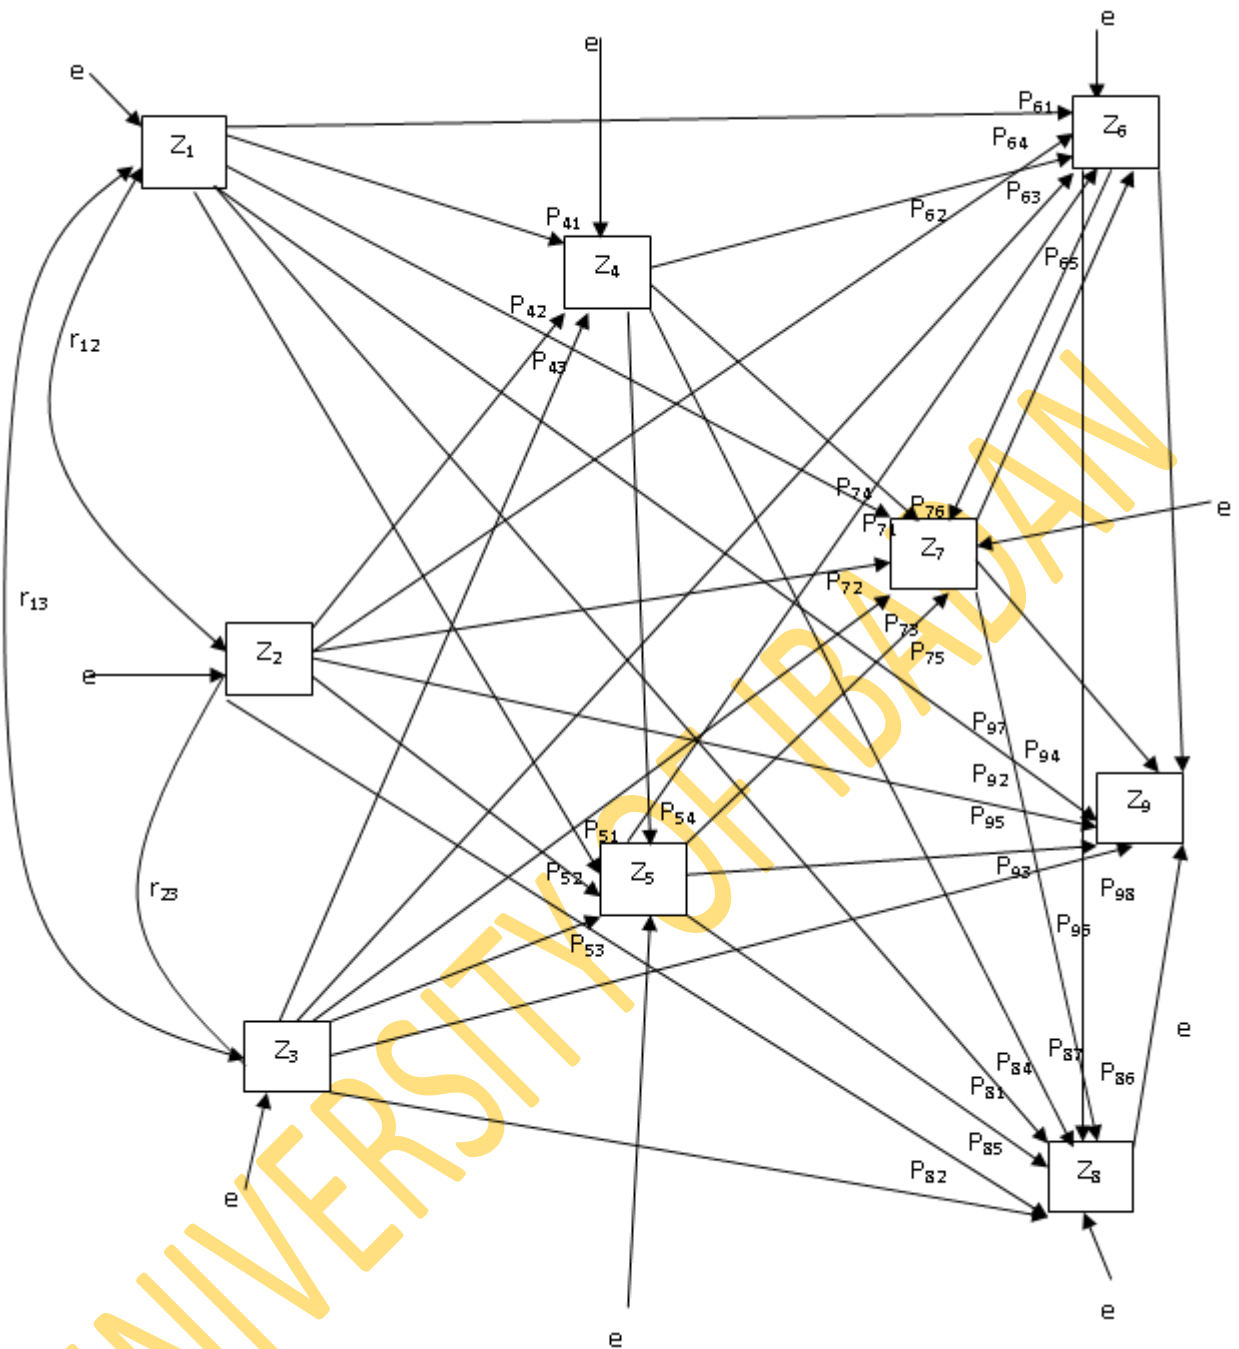 e
e
e
P61
Z6
Z1
P64
P63
P62
P41
Z4
P65
P42
r12
P43
P74
P76
P71
e
Z7
P72
r13
P73
Z2
P75
e
P97
P94
P92
Z9
P95
P54
P51
P52
Z5
P93
r23
P98
P96
P53
e
Z3
P87
P84
P86
P81
P85
Z8
P82
e
e
e
UNIVERSITY OF IBADAN